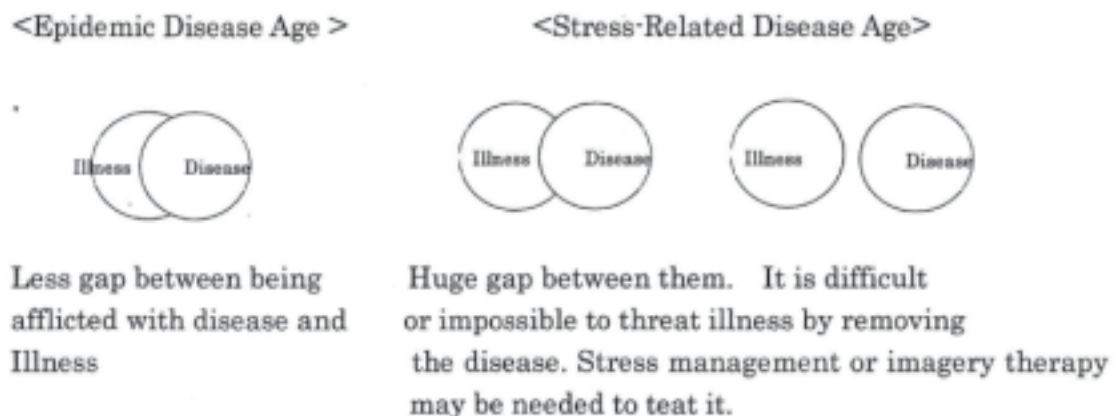 <Epidemic Disease Age >
<Stress-Related Disease Age>
Illness Disease
Illness Disease
Illness Disease
Less gap between being
afflicted with disease and
Illness
Huge gap between them. It is difficult
or impossible to threat illness by removing
the disease. Stress management or imagery therapy
may be needed to teat it.